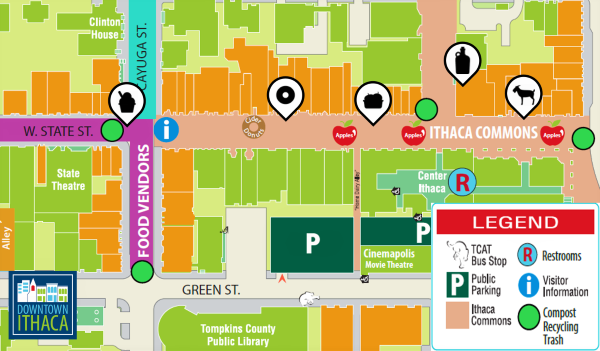 Clinton
House
CAYUGA ST.
W. STATE ST.
i
Cider
Donuts
Apples
Apples
ITHACA COMMONS
Apples
State
Theatre
FOOD VENDORS
Center
Ithaca
R
Home Dairy Alley
Alley
P
P
Cinemapolis
Movie Theatre
GREEN ST.
DOWNTOWN
ITHACA
Tompkins County
Public Library
LEGEND
TCAT
Bus Stop
R
Restrooms
P
Public
Parking
i
Visitor
Information
Ithaca
Commons
Compost
Recycling
Trash